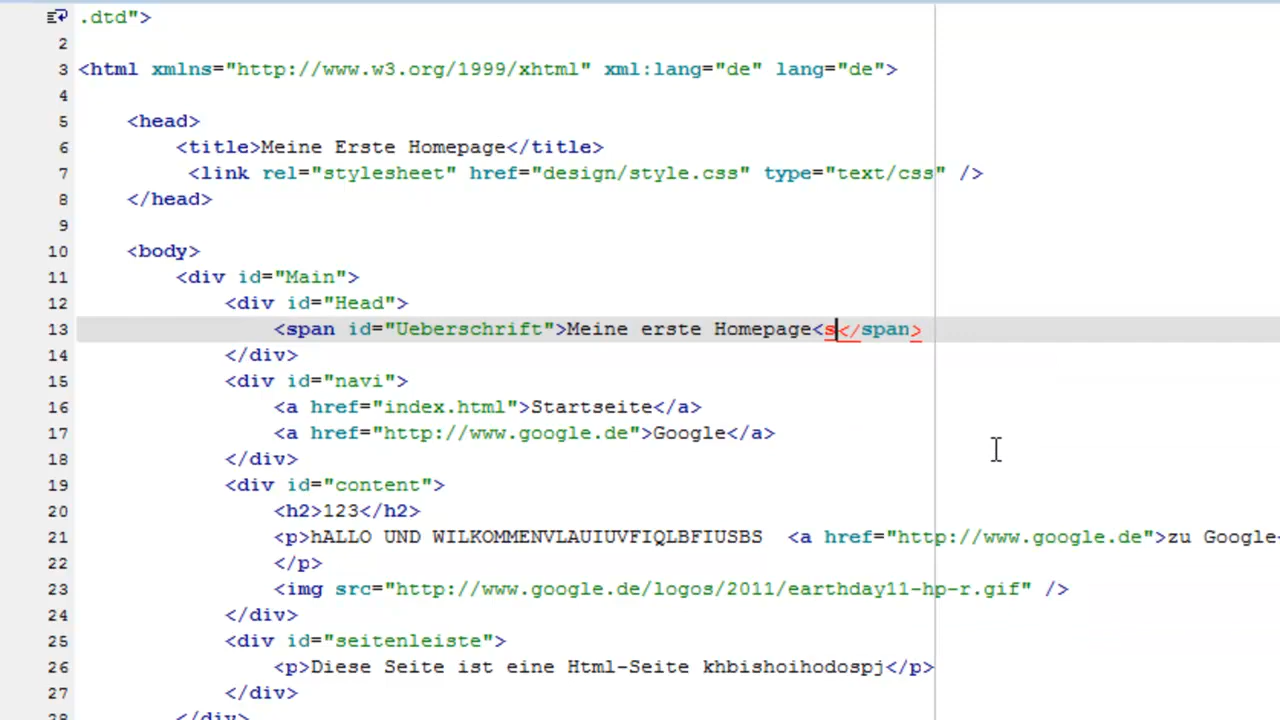 .dtd">
2
3 <html xmlns="http://www.w3.org/1999/xhtml" xml:lang="de" lang="de">
4
5 <head>
6 <title>Meine Erste Homepage</title>
7 <link rel="stylesheet" href="design/style.css" type="text/css" />
8 </head>
9
10 <body>
11 <div id="Main">
12 <div id="Head">
13 <span id="Ueberschrift">Meine erste Homepage<s</span>
14 </div>
15 <div id="navi">
16 <a href="index.html">Startseite</a>
17 <a href="http://www.google.de">Google</a>
18 </div>
19 <div id="content">
20 <h2>123</h2>
21 <p>hALLO UND WILKOMMENVLAUIUVFIQLBFIUSBS <a href="http://www.google.de">zu Google
22 </p>
23 <img src="http://www.google.de/logos/2011/earthday11-hp-r.gif" />
24 </div>
25 <div id="seitenleiste">
26 <p>Diese Seite ist eine Html-Seite khbishoihodospj</p>
27 </div>
28 </div>